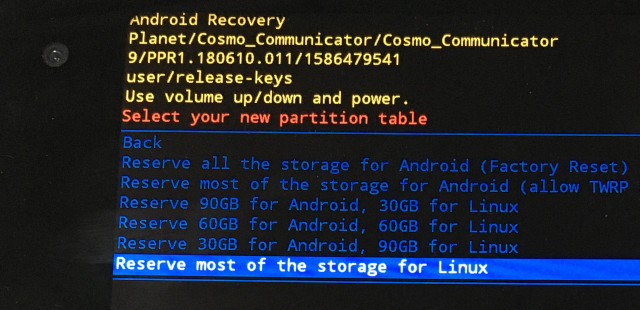 Android Recovery
Planet/Cosmo_Communicator/Cosmo_Communicator
9/PPR1.180610.011/1586479541
user/release-keys
Use volume up/down and power.
Select your new partition table
Back
Reserve all the storage for Android (Factory Reset)
Reserve most of the storage for Android (allow TWRP
Reserve 90GB for Android, 30GB for Linux
Reserve 60GB for Android, 60GB for Linux
Reserve 30GB for Android, 90GB for Linux
Reserve most of the storage for Linux